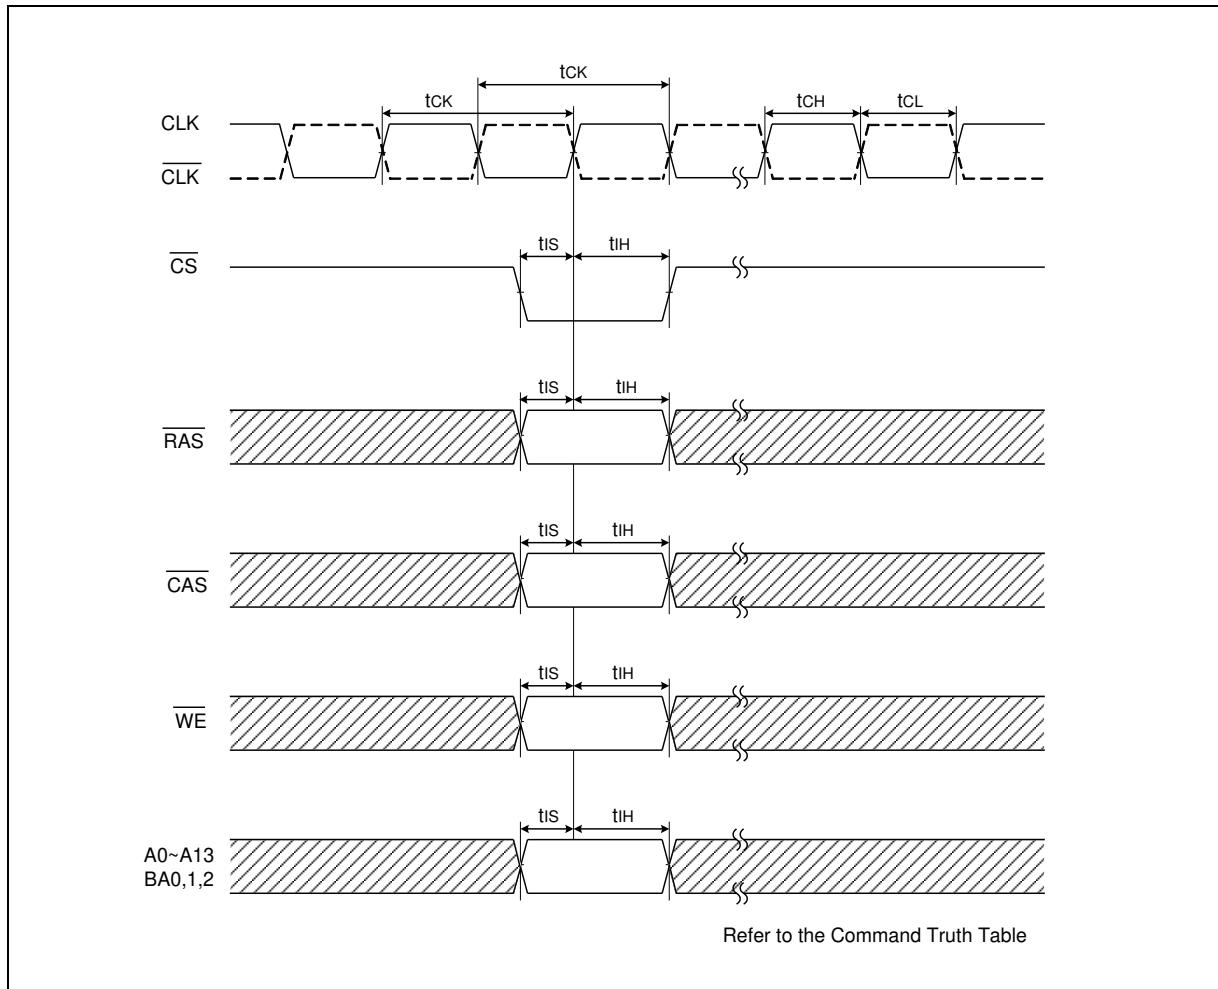 tCK
tCK
tCH
tCL
CLK
CLK
tIS
tIH
CS
tIS
tIH
RAS
tIS
tIH
CAS
tIS
tIH
WE
tIS
tIH
A0~A13
BA0,1,2
Refer to the Command Truth Table